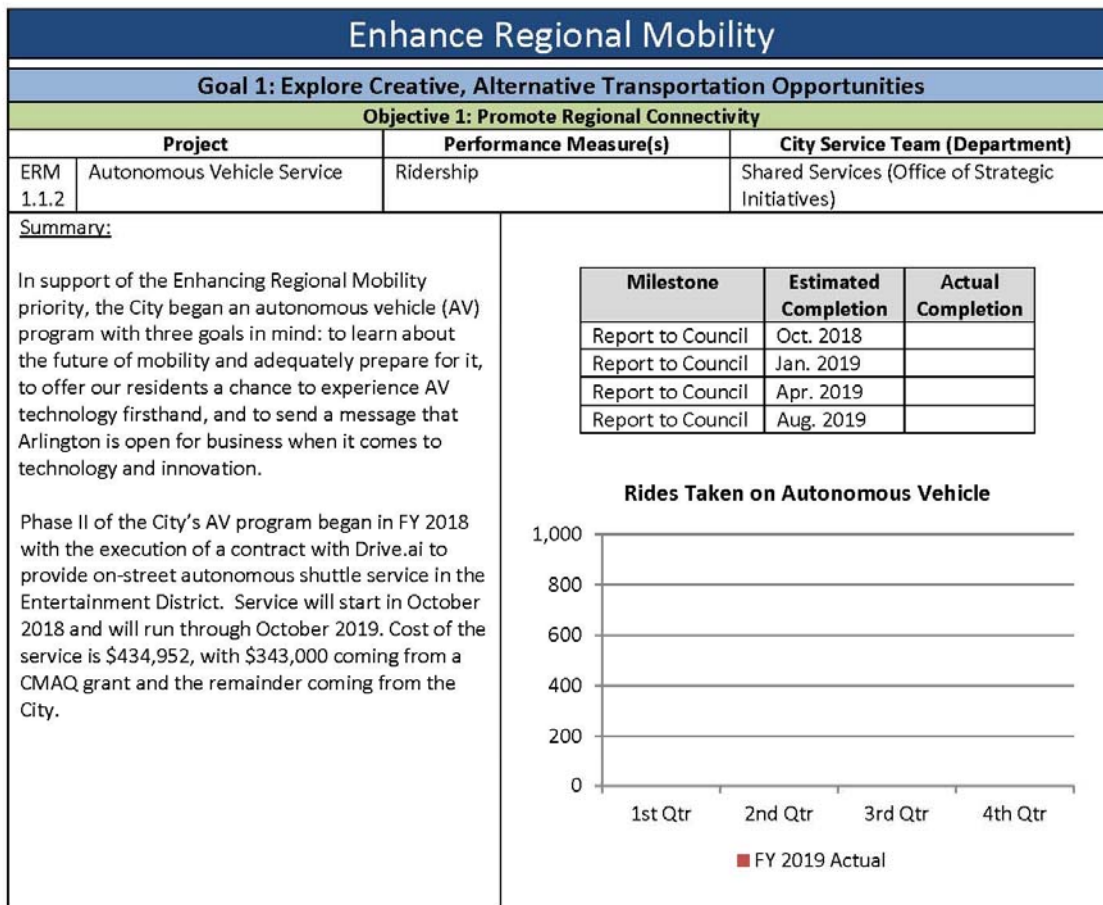 Enhance Regional Mobility
Goal 1: Explore Creative, Alternative Transportation Opportunities
Objective 1: Promote Regional Connectivity
Project Performance Measure(s) City Service Team (Department)
ERM Autonomous Vehicle Service Ridership Shared Services (Office of Strategic
1.1.2 Initiatives)
Summary:
In support of the Enhancing Regional Mobility
priority, the City began an autonomous vehicle (AV)
program with three goals in mind: to learn about
the future of mobility and adequately prepare for it,
to offer our residents a chance to experience AV
technology firsthand, and to send a message that
Arlington is open for business when it comes to
technology and innovation.
Phase II of the City's AV program began in FY 2018
with the execution of a contract with Drive.ai to
provide on-street autonomous shuttle service in the
Entertainment District. Service will start in October
2018 and will run through October 2019. Cost of the
service is $434,952, with $343,000 coming from a
CMAQ grant and the remainder coming from the
City.
Milestone Estimated Actual
Completion Completion
Report to Council Oct. 2018
Report to Council Jan. 2019
Report to Council Apr. 2019
Report to Council Aug. 2019
Rides Taken on Autonomous Vehicle
1,000
800
600
400
200
0
1st Qtr 2nd Qtr 3rd Qtr 4th Qtr
FY 2019 Actual